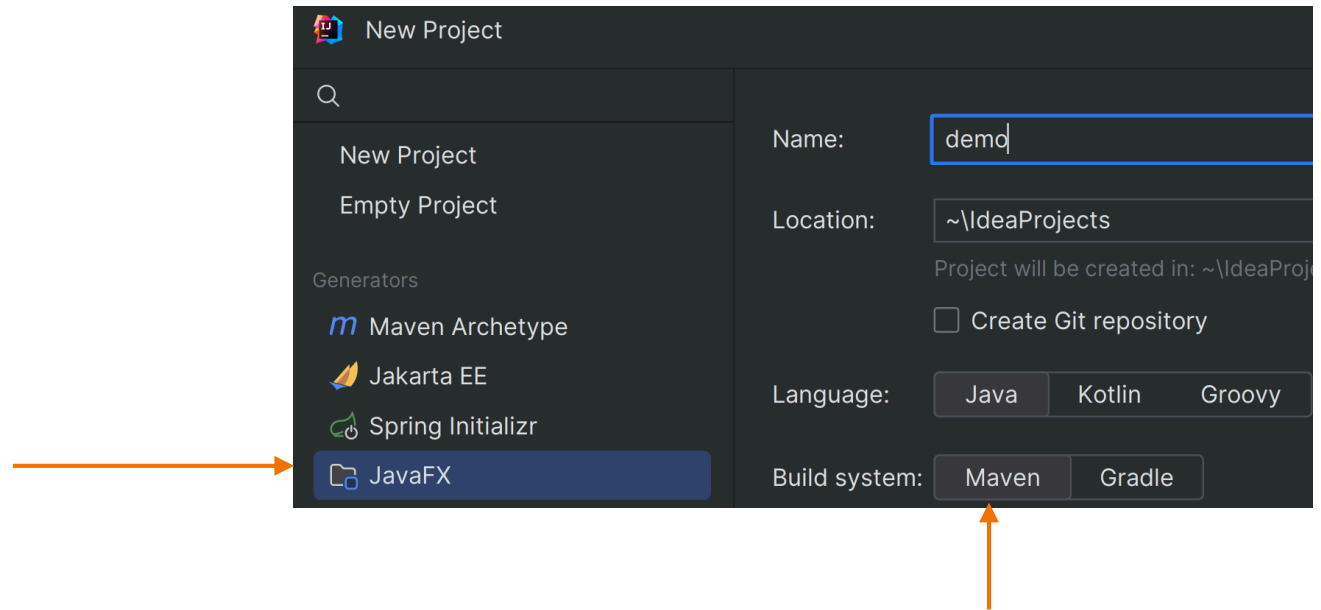 New Project
New Project
Empty Project
Generators
m Maven Archetype
Jakarta EE
Spring Initializr
JavaFX
Name: demo
Location: ~\IdeaProjects
Project will be created in: ~\IdeaProj
Create Git repository
Language: Java Kotlin Groovy
Build system: Maven Gradle